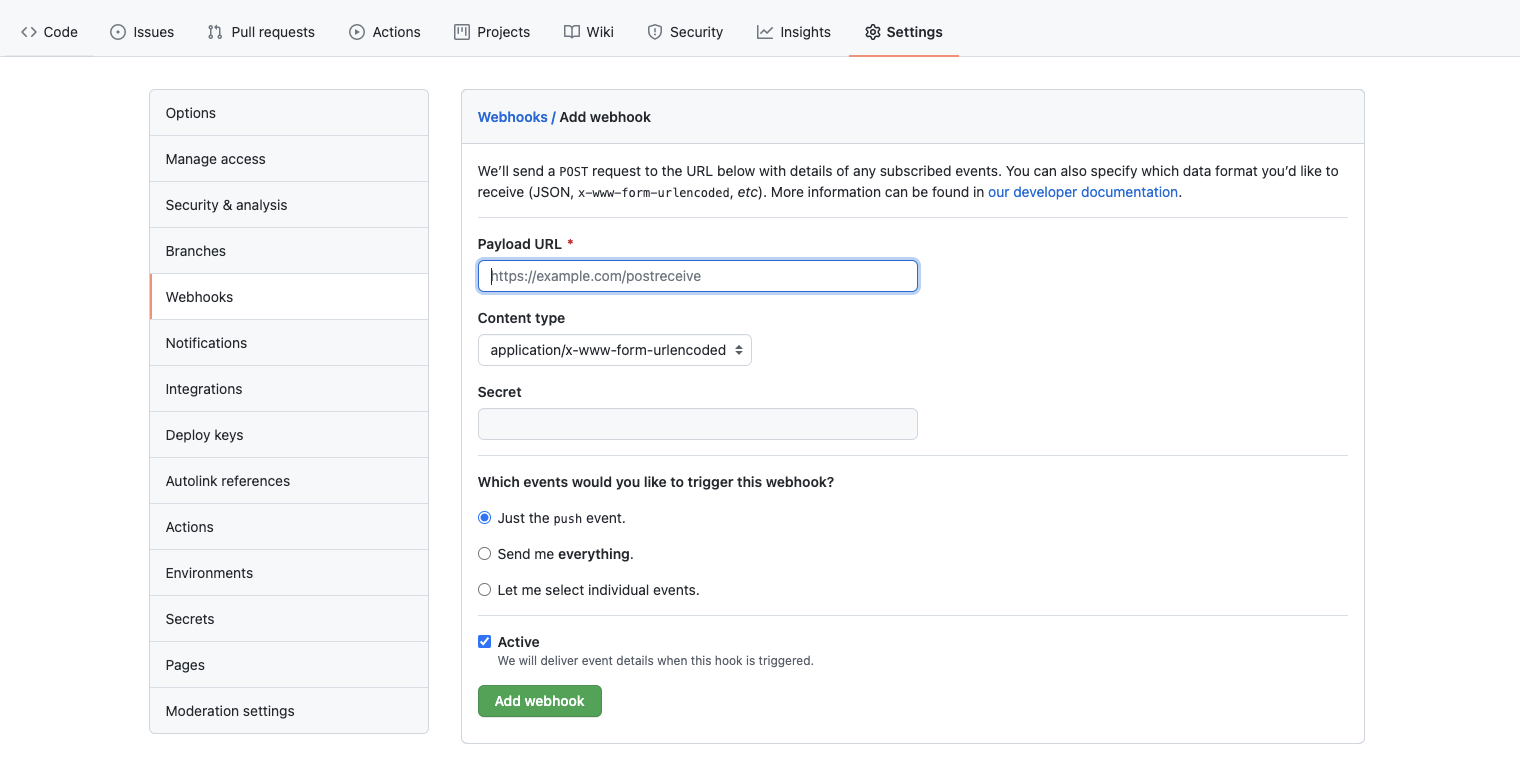 Code Issues Pull requests Actions Projects Wiki Security Insights Settings
Options
Manage access
Security & analysis
Branches
Webhooks
Notifications
Integrations
Deploy keys
Autolink references
Actions
Environments
Secrets
Pages
Moderation settings
Webhooks / Add webhook
We’ll send a POST request to the URL below with details of any subscribed events. You can also specify which data format you’d like to
receive (JSON, x-www-form-urlencoded, etc). More information can be found in our developer documentation.
Payload URL *
https://example.com/postreceive
Content type
application/x-www-form-urlencoded
Secret
Which events would you like to trigger this webhook?
Just the push event.
Send me everything.
Let me select individual events.
Active
We will deliver event details when this hook is triggered.
Add webhook